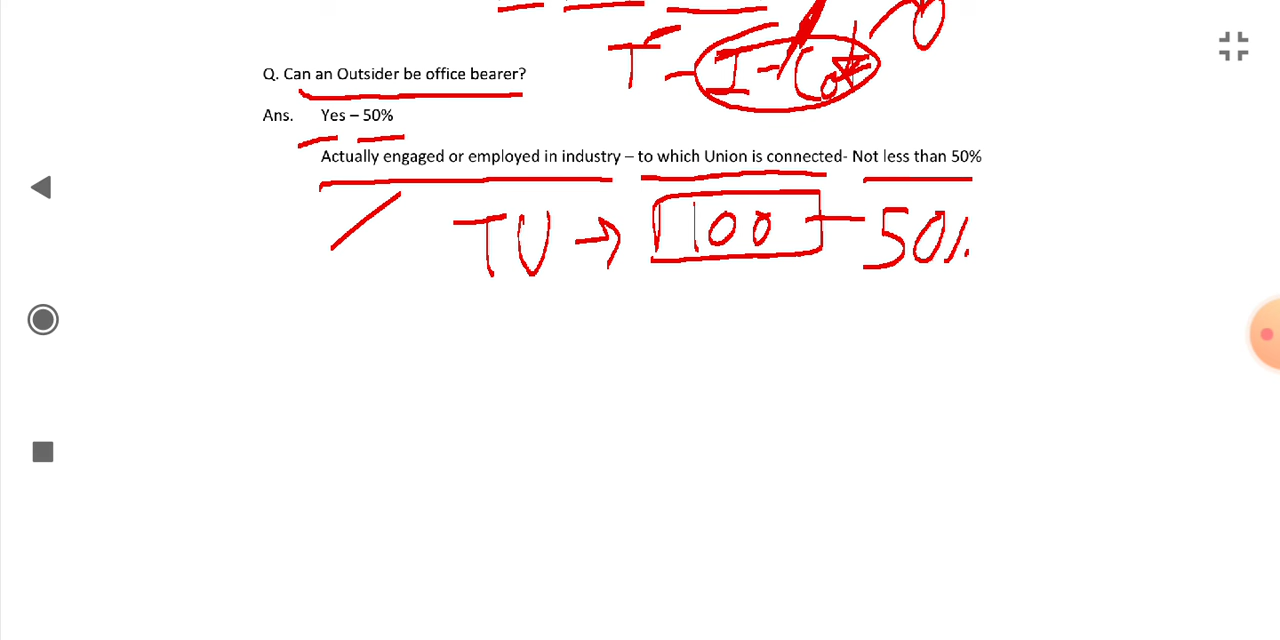 T - I - Cost
Q. Can an Outsider be office bearer?
Ans. Yes – 50%
Actually engaged or employed in industry – to which Union is connected- Not less than 50%
TU → 100 – 50%